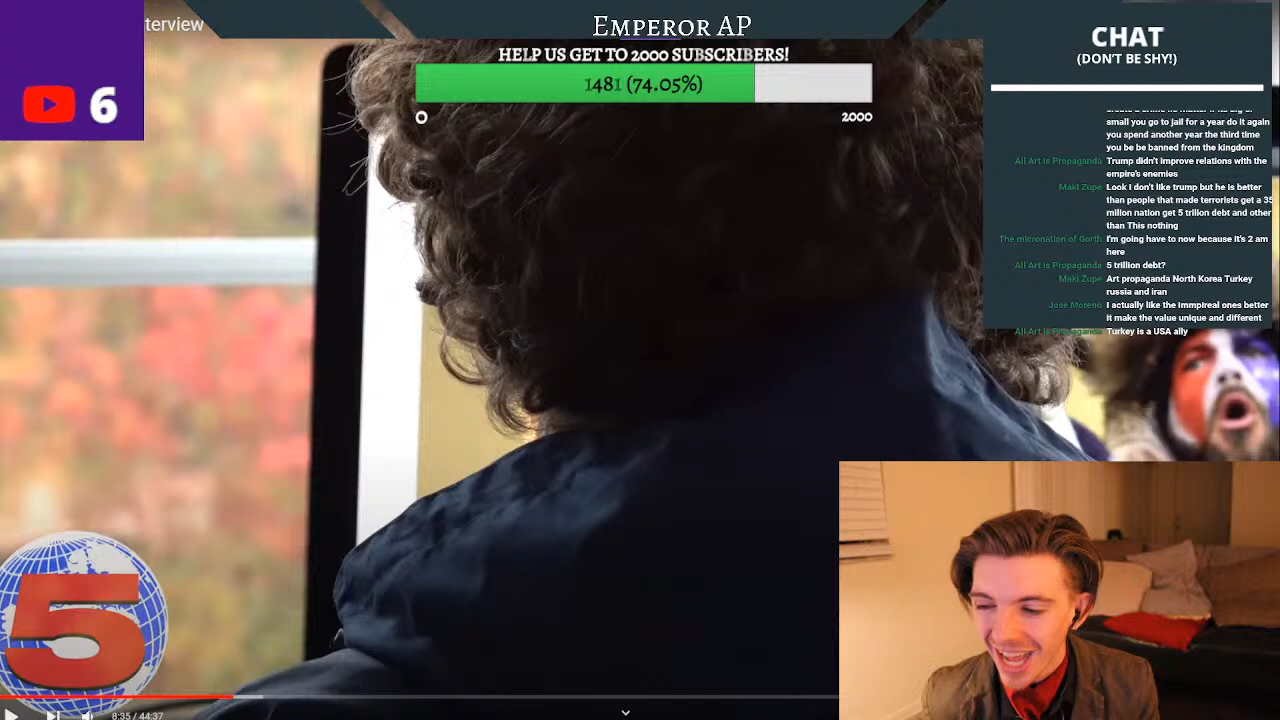 terview
EMPEROR AP
HELP US GET TO 2000 SUBSCRIBERS!
1481 (74.05%)
0
2000
6
CHAT
(DON'T BE SHY!)
small you go to jail for a year do it again
you spend another year the third time
you be be banned from the kingdom
All Art Is Propaganda Trump didn't improve relations with the
empire's enemies
Maki Zupe Look I don't like trump but he is better
than people that made terrorists get a 35
milion nation get 5 trilion debt and other
than This nothing
The micronation of Gorth I'm going have to now because it's 2 am
here
All Art Is Propaganda 5 trillion debt?
Maki Zupe Art propaganda North Korea Turkey
russia and iran
Jose Moreno I actually like the Immpireal ones better
it make the value unique and different
All Art Is Propaganda Turkey is a USA ally
5
8:35 / 44:37